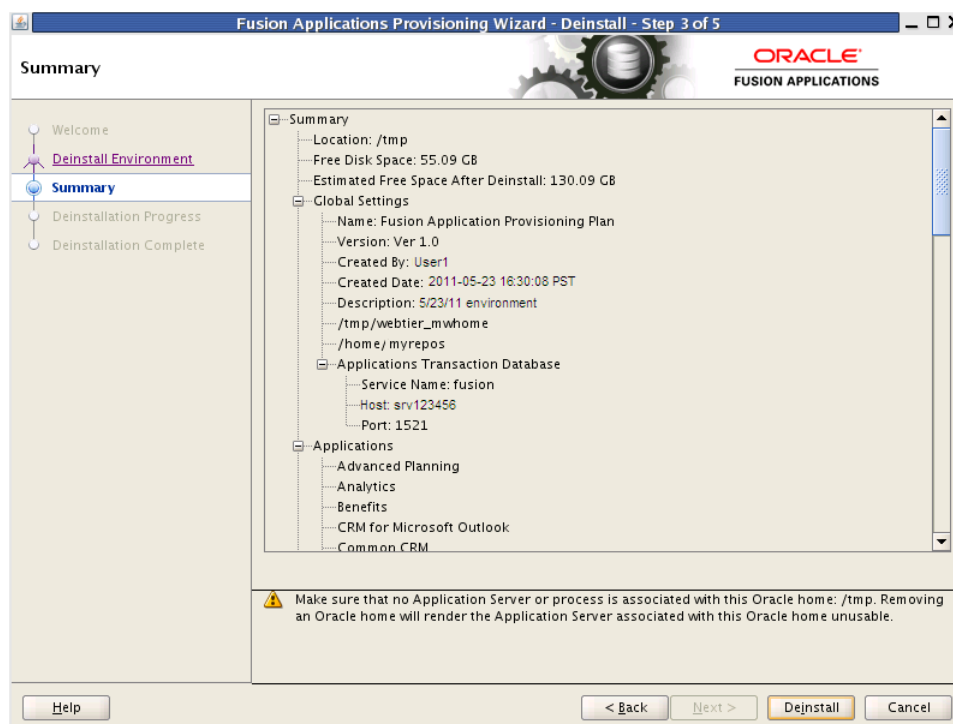 Fusion Applications Provisioning Wizard - Deinstall - Step 3 of 5
Summary
ORACLE
FUSION APPLICATIONS
Welcome
Deinstall Environment
Summary
Deinstallation Progress
Deinstallation Complete
Summary
Location: /tmp
Free Disk Space: 55.09 GB
Estimated Free Space After Deinstall: 130.09 GB
Global Settings
Name: Fusion Application Provisioning Plan
Version: Ver 1.0
Created By: User1
Created Date: 2011-05-23 16:30:08 PST
Description: 5/23/11 environment
/tmp/webtier_mwhome
/home/myrepos
Applications Transaction Database
Service Name: fusion
Host: srv123456
Port: 1521
Applications
Advanced Planning
Analytics
Benefits
CRM for Microsoft Outlook
Common CRM
Make sure that no Application Server or process is associated with this Oracle home: /tmp. Removing
an Oracle home will render the Application Server associated with this Oracle home unusable.
Help
< Back
Next >
Deinstall
Cancel